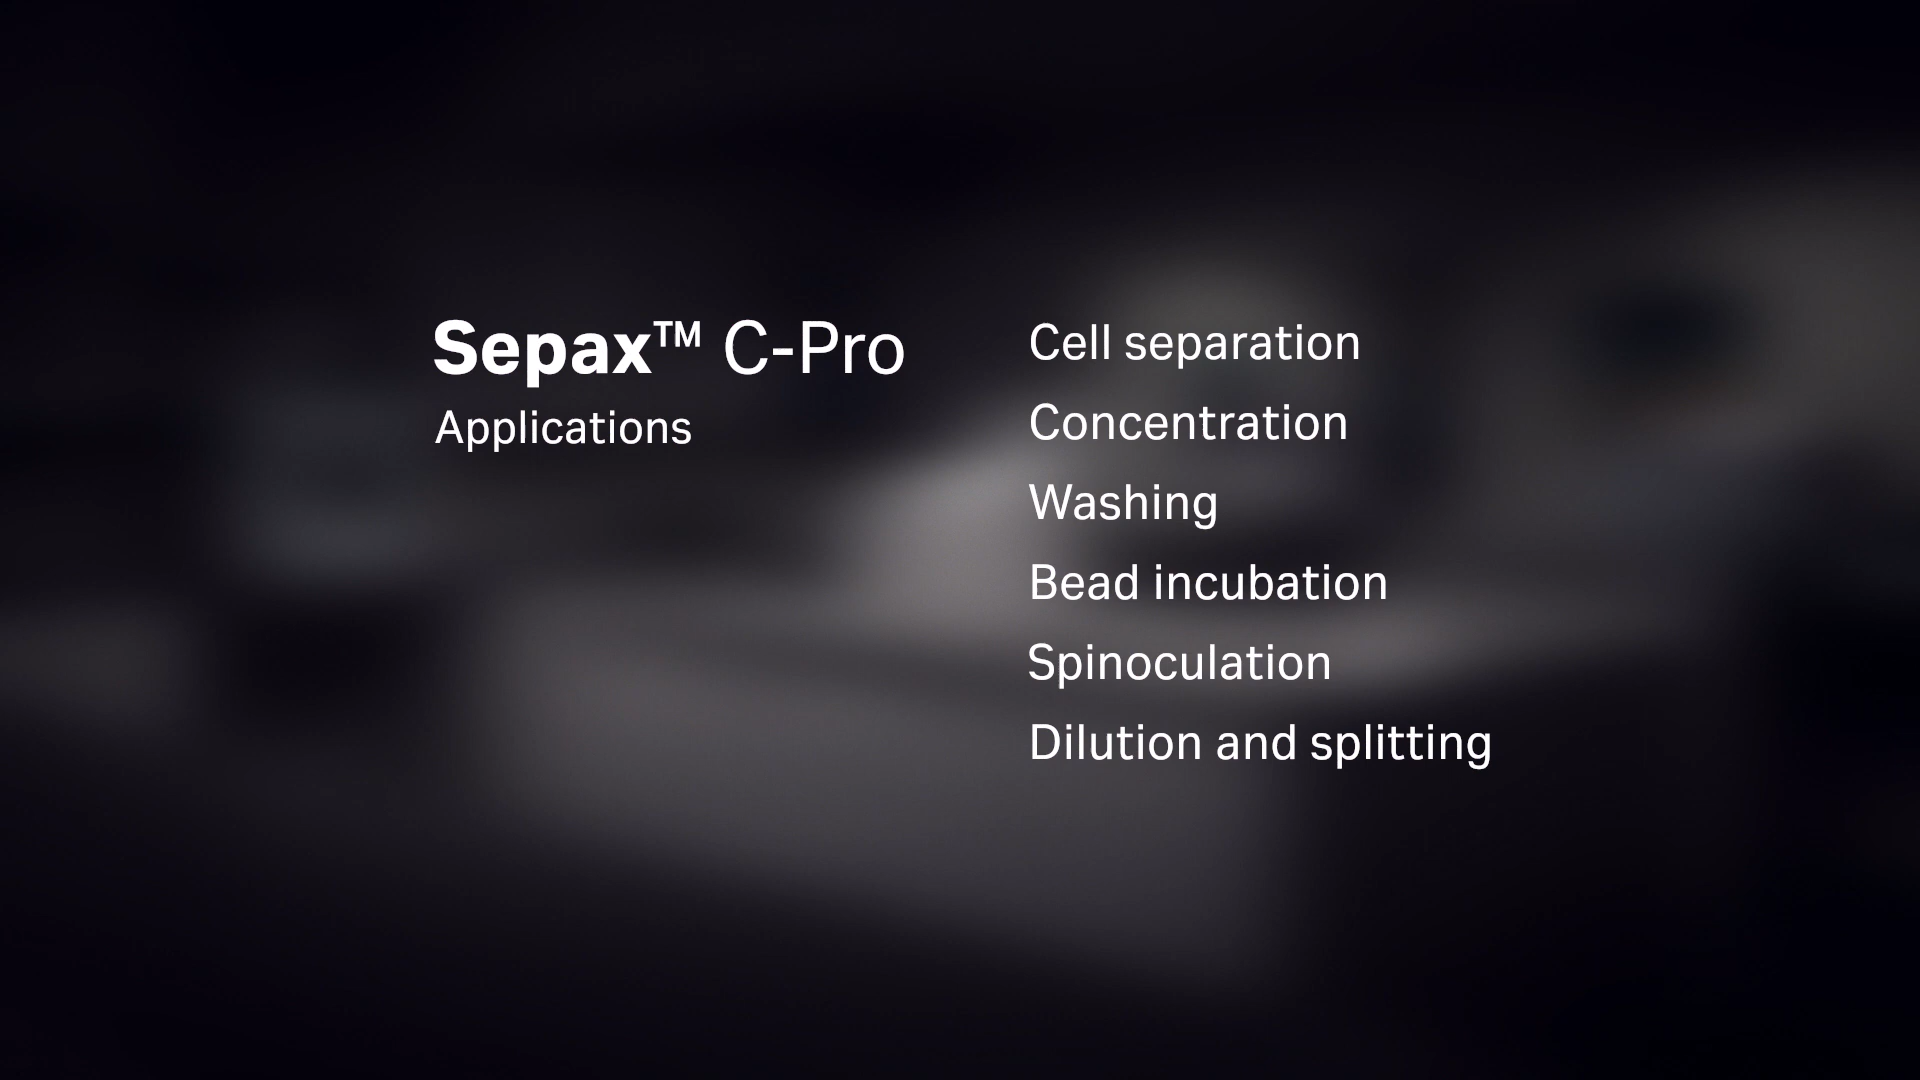 Sepax™ C-Pro
Applications
Cell separation
Concentration
Washing
Bead incubation
Spinoculation
Dilution and splitting